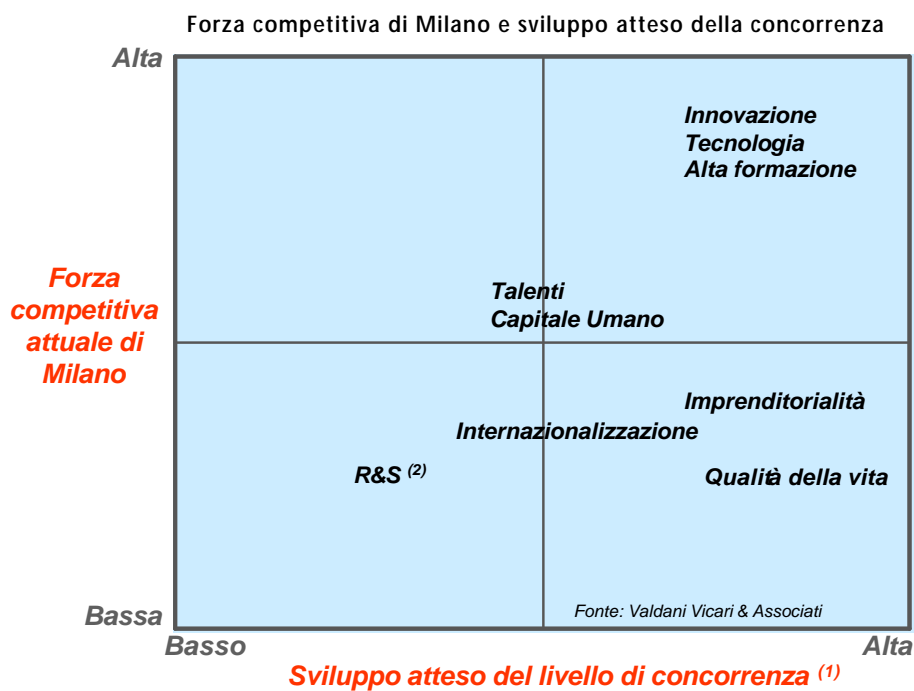 Forza competitiva di Milano e sviluppo atteso della concorrenza
Alta
Innovazione
Tecnologia
Alta formazione
Talenti
Capitale Umano
Forza
competitiva
attuale di
Milano
Imprenditorialità
Internazionalizzazione
R&S (2)
Qualità della vita
Bassa
Fonte: Valdani Vicari & Associati
Basso
Alta
Sviluppo atteso del livello di concorrenza (1)